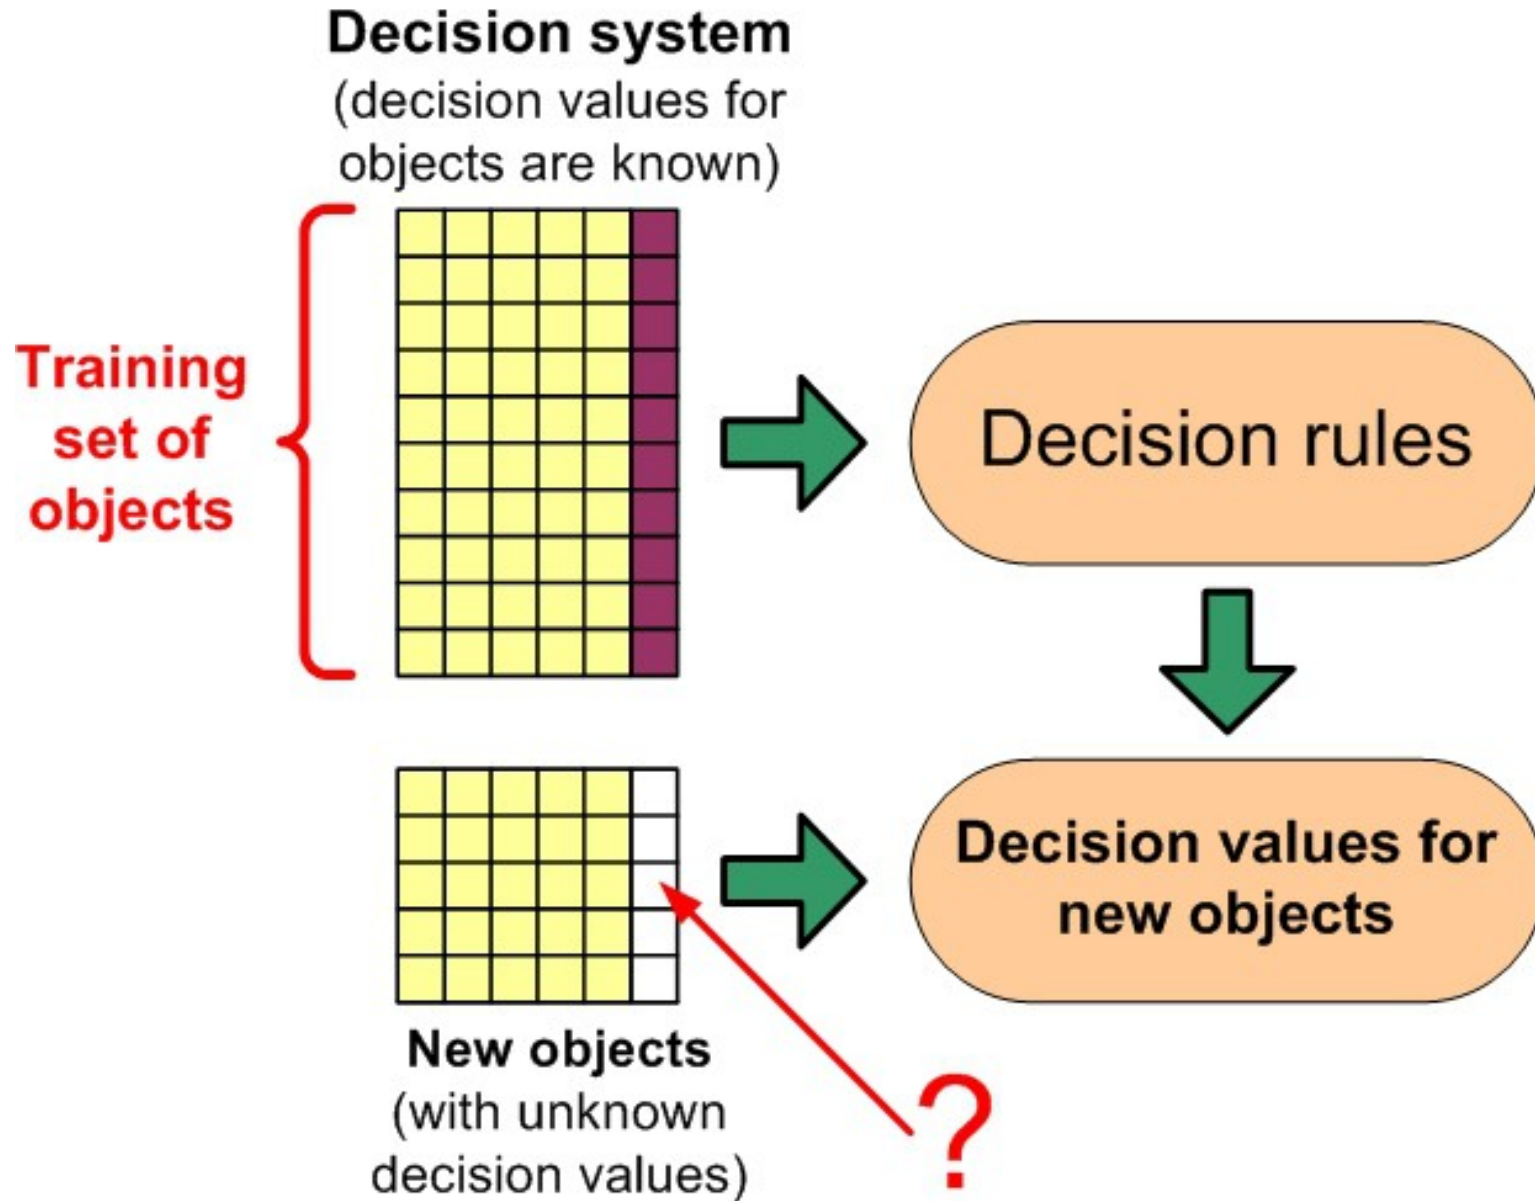 Decision system
(decision values for
objects are known)
Training
set of
objects
Decision rules
Decision values for
new objects
New objects
(with unknown
decision values)
?